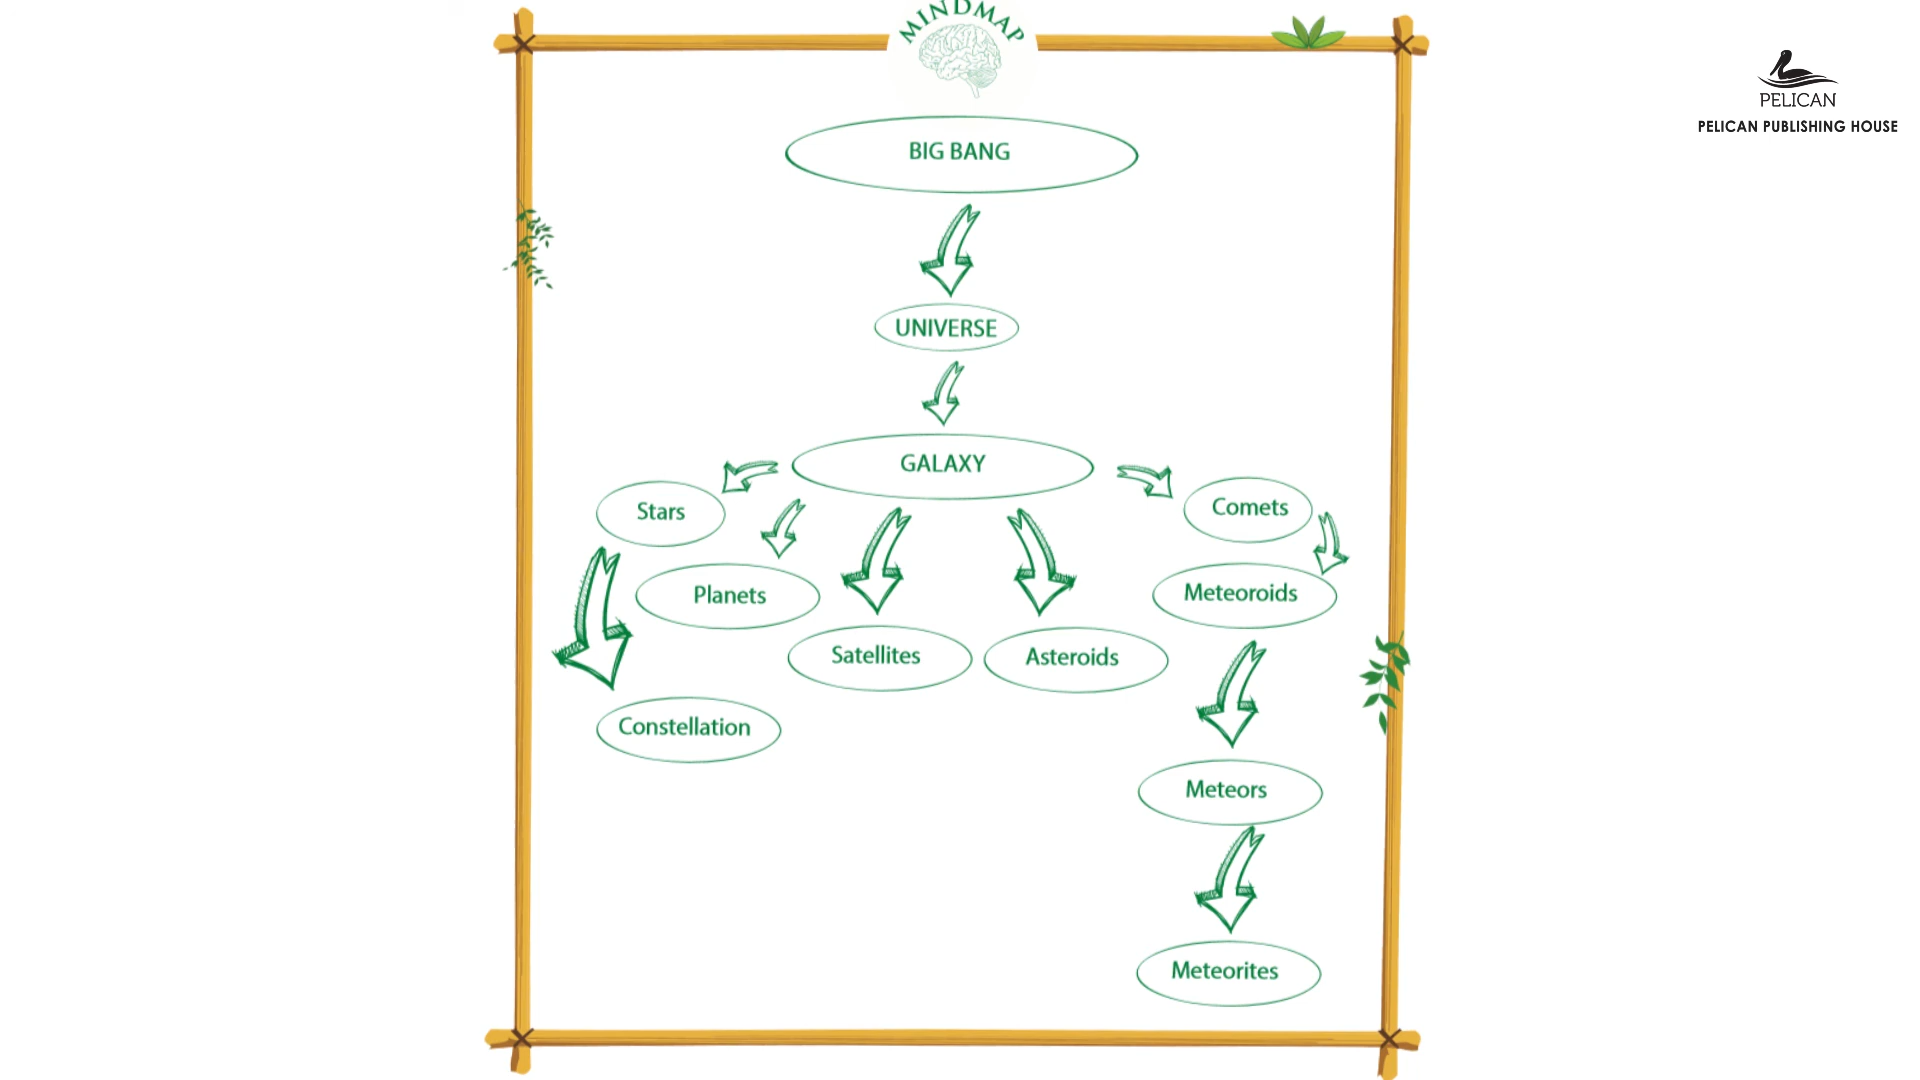 MINDMAP
PELICAN
PELICAN PUBLISHING HOUSE
BIG BANG
UNIVERSE
GALAXY
Stars
Comets
Planets
Meteoroids
Satellites
Asteroids
Constellation
Meteors
Meteorites